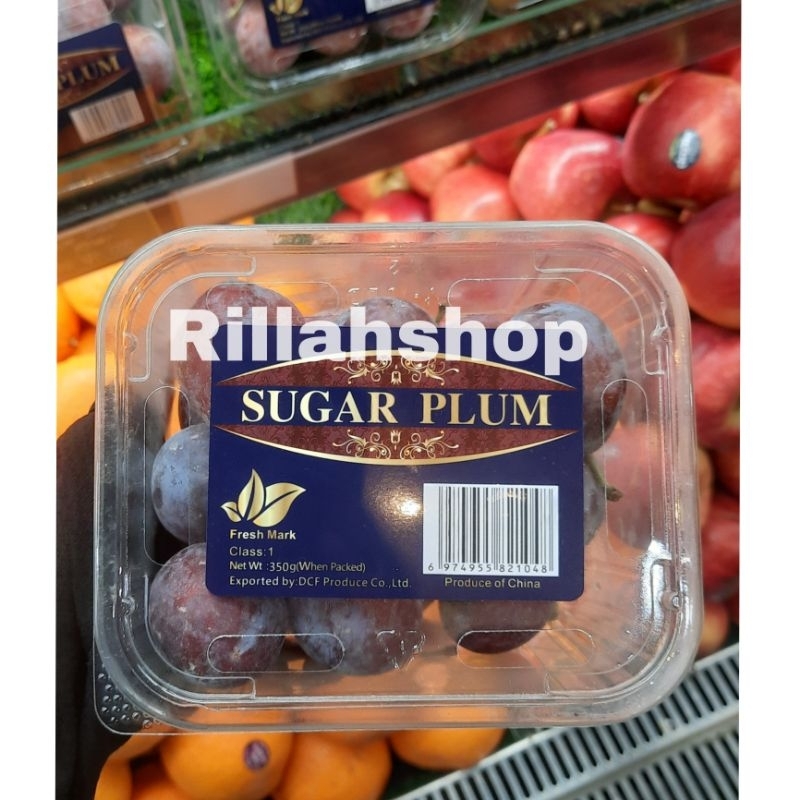 PLUM
Rillahshop
SUGAR PLUM
Fresh Mark
Class:1
Net Wt :350g(When Packed)
Exported by:DCF Produce Co.,Ltd.
6 974955 821048
Produce of China